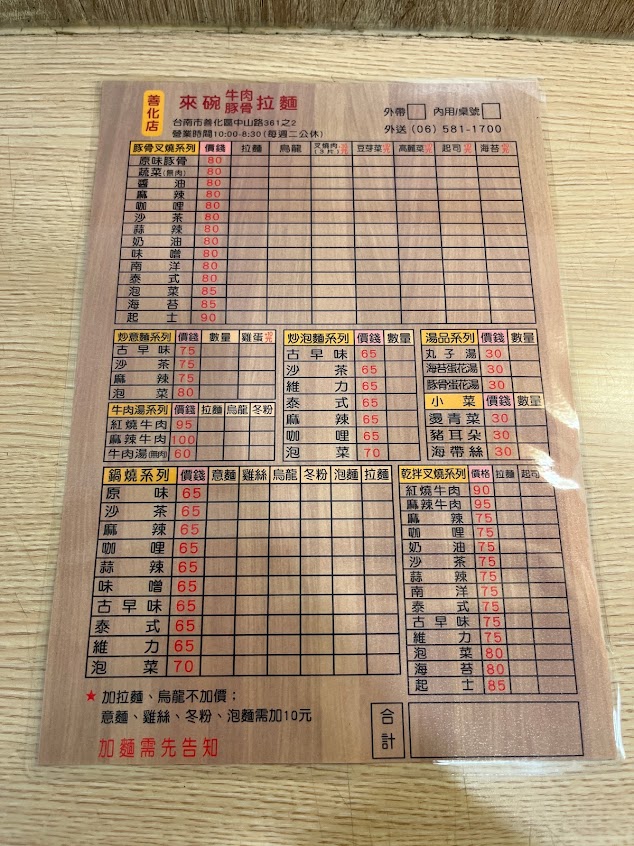 善化店
來碗 牛肉 豚骨 拉麵
台南市善化區中山路361之2
營業時間10:00-8:30(每週二公休)
外帶 內用/桌號
外送 (06) 581-1700
豚骨叉燒系列 價錢 拉麵 烏龍 叉燒肉(3片) 豆芽菜 高麗菜 起司 海苔
原味豚骨 80
蔬菜(無肉) 80
醬油 80
麻辣 80
咖哩 80
沙茶 80
蒜辣 80
奶油 80
味噌 80
南洋 80
泰式 80
泡菜 85
海苔 85
起士 90
炒意麵系列 價錢 數量 雞蛋
古早味 75
沙茶 75
麻辣 75
泡菜 80
牛肉湯系列 價錢 拉麵 烏龍 冬粉
紅燒牛肉 95
麻辣牛肉 100
牛肉湯(無肉) 60
炒泡麵系列 價錢 數量
古早味 65
沙茶 65
維力 65
泰式 65
麻辣 65
咖哩 65
泡菜 70
湯品系列 價錢 數量
丸子湯 30
海苔蛋花湯 30
豚骨蛋花湯 30
小菜 價錢 數量
燙青菜 30
豬耳朵 30
海帶絲 30
鍋燒系列 價錢 意麵 雞絲 烏龍 冬粉 泡麵 拉麵
原味 65
沙茶 65
麻辣 65
咖哩 65
蒜辣 65
味噌 65
古早味 65
泰式 65
維力 65
泡菜 70
乾拌叉燒系列 價格 拉麵 起司
紅燒牛肉 90
麻辣牛肉 95
麻辣 75
咖哩 75
奶油 75
沙茶 75
蒜辣 75
南洋 75
泰式 75
古早味 75
維力 75
泡菜 80
海苔 80
起士 85
★加拉麵、烏龍不加價：
意麵、雞絲、冬粉、泡麵需加10元
加麵需先告知
合計